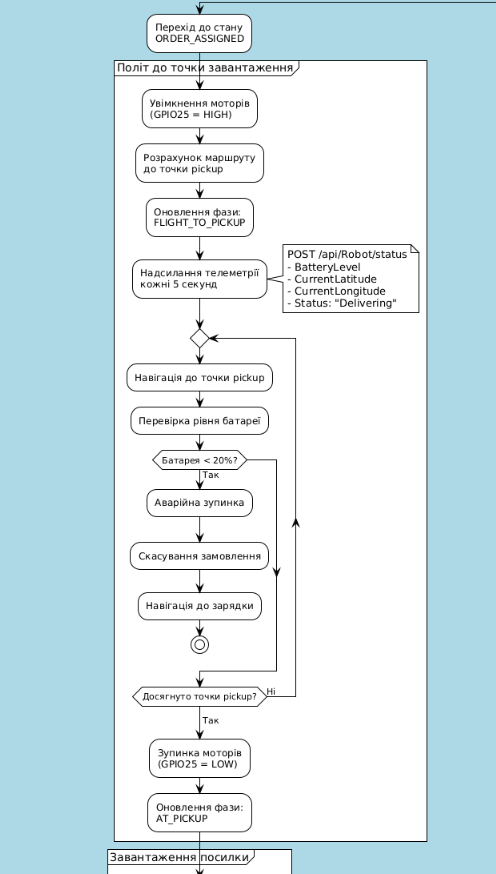 Перехід до стану
ORDER_ASSIGNED
Політ до точки завантаження
Увімкнення моторів
(GPIO25 = HIGH)
Розрахунок маршруту
до точки pickup
Оновлення фази:
FLIGHT_TO_PICKUP
Надсилання телеметрії
кожні 5 секунд
POST /api/Robot/status
- BatteryLevel
- CurrentLatitude
- CurrentLongitude
- Status: "Delivering"
Навігація до точки pickup
Перевірка рівня батареї
Батарея < 20%?
Так
Аварійна зупинка
Скасування замовлення
Навігація до зарядки
Досягнуто точки pickup?
Ні
Так
Зупинка моторів
(GPIO25 = LOW)
Оновлення фази:
AT_PICKUP
Завантаження посилки